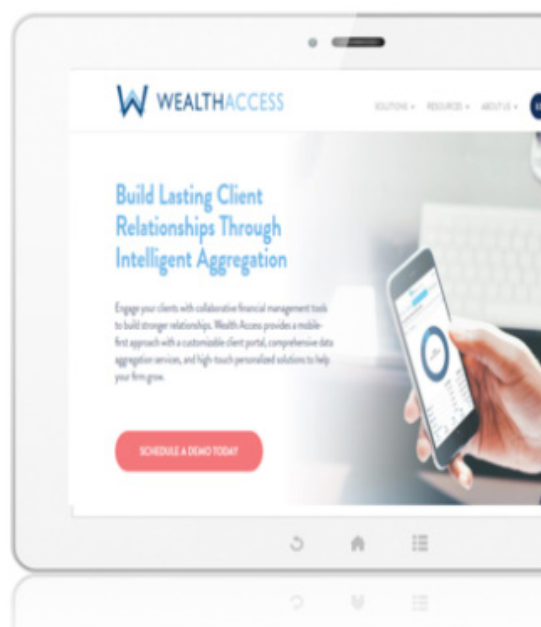 WEALTHACCESS
SOLUTIONS
RESOURCES
ABOUT US
Build Lasting Client
Relationships Through
Intelligent Aggregation
Engage your clients with collaborative financial management tools
to build stronger relationships. Wealth Access provides a mobile-
first approach with a customizable client portal, comprehensive data
aggregation services, and high-touch personalized solutions to help
your firm grow.
SCHEDULE A DEMO TODAY